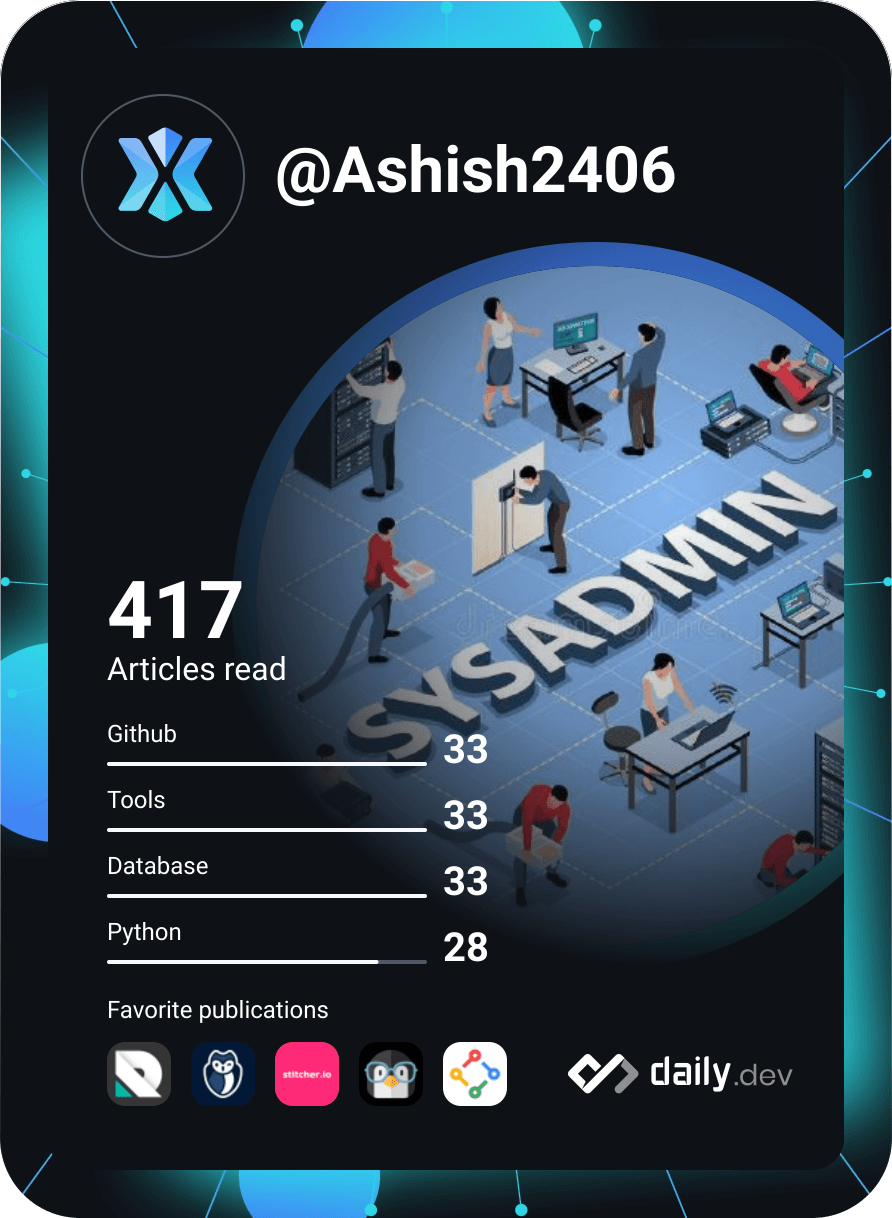 @Ashish2406
SYSADMIN
417
Articles read
Github
33
Tools
33
Database
33
Python
28
Favorite publications
stitcher.io
daily.dev